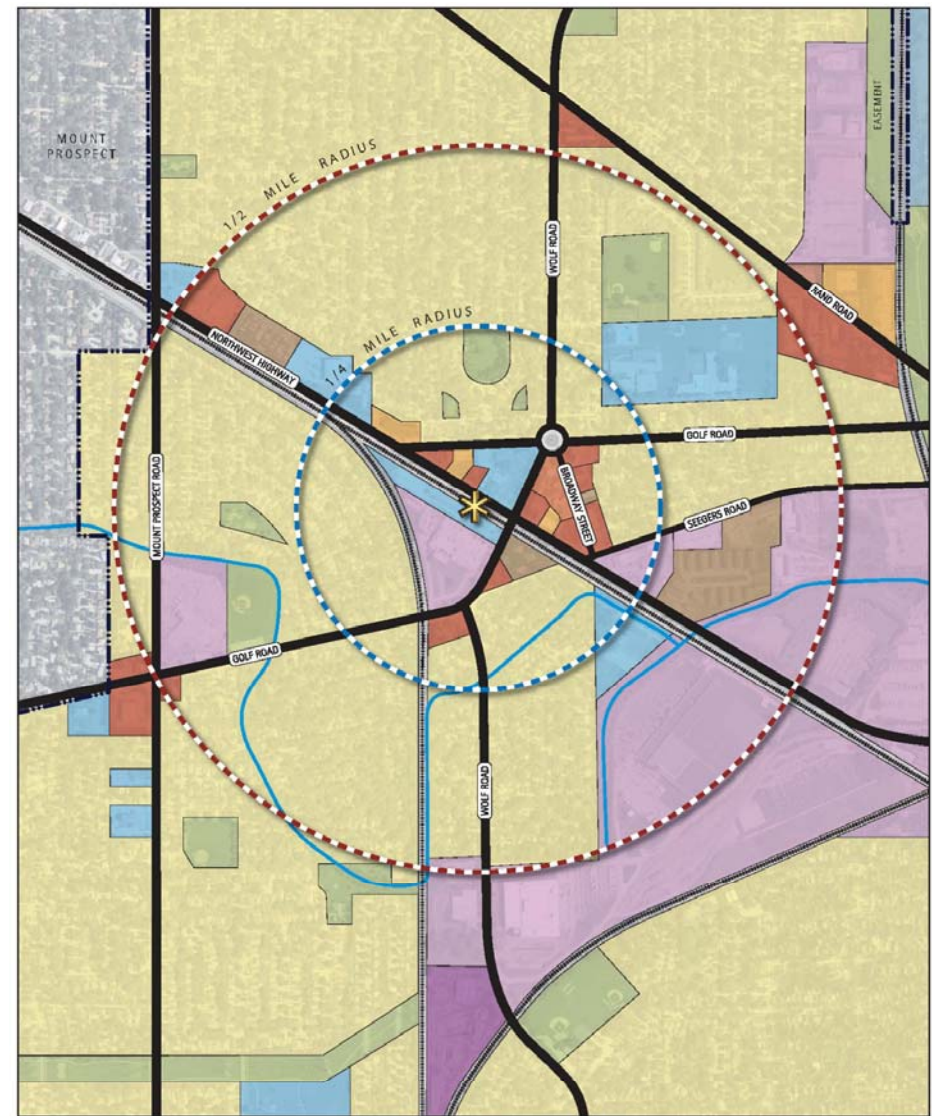 MOUNT
PROSPECT
EASEMENT
1/2 MILE RADIUS
WOLF ROAD
RAND ROAD
1/4 MILE RADIUS
NORTHWEST HIGHWAY
GOLF ROAD
MOUNT PROSPECT ROAD
BROADWAY STREET
SEEGERS ROAD
GOLF ROAD
WOLF ROAD